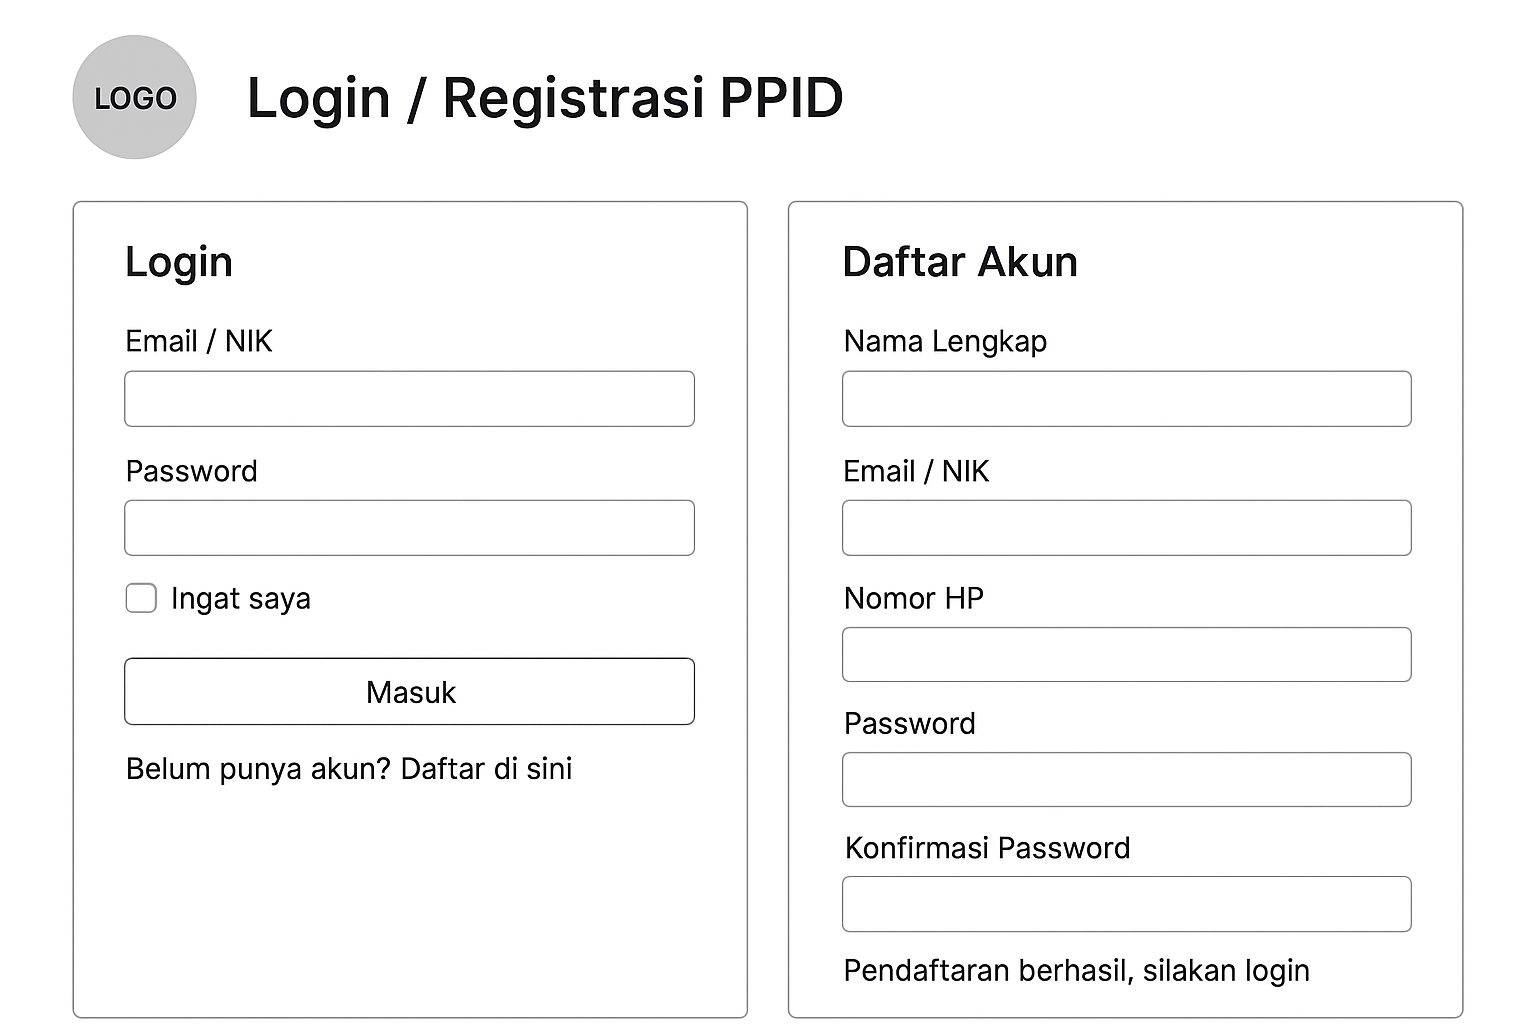 LOGO
Login / Registrasi PPID
Login
Email / NIK
Password
Ingat saya
Masuk
Belum punya akun? Daftar di sini
Daftar Akun
Nama Lengkap
Email / NIK
Nomor HP
Password
Konfirmasi Password
Pendaftaran berhasil, silakan login